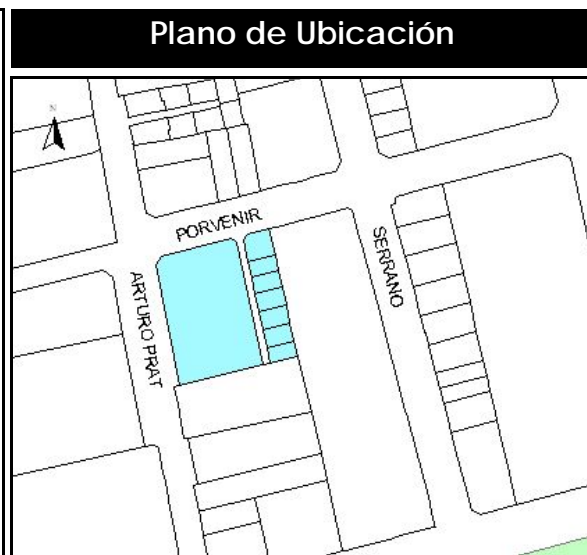 Plano de Ubicación
N
PORVENIR
SERRANO
ARTURO PRAT